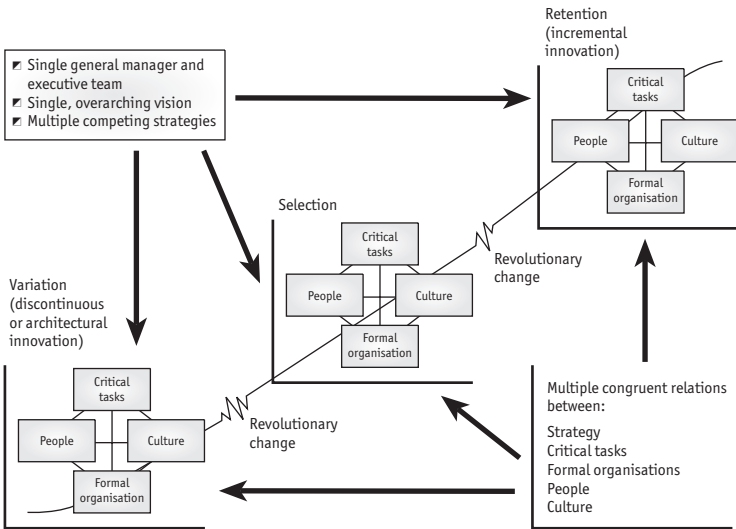 Single general manager and
executive team
Single, overarching vision
Multiple competing strategies
Retention
(incremental
innovation)
Critical
tasks
People
Culture
Formal
organisation
Selection
Critical
tasks
People
Culture
Formal
organisation
Revolutionary
change
Variation
(discontinuous
or architectural
innovation)
Critical
tasks
People
Culture
Formal
organisation
Revolutionary
change
Multiple congruent relations
between:
Strategy
Critical tasks
Formal organisations
People
Culture